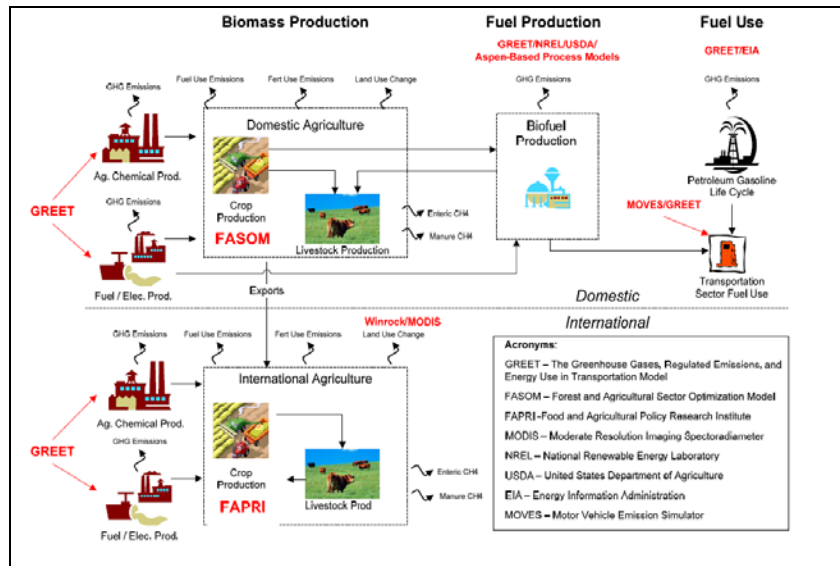 Biomass Production
Fuel Production
Fuel Use
GREET/NREL/USDA/
Aspen-Based Process Models
GREET/EIA
GHG Emissions
Fuel Use Emissions
Fert Use Emissions
Land Use Change
GHG Emissions
GHG Emissions
Domestic Agriculture
Biofuel
Production
Ag. Chemical Prod.
Petroleum Gasoline
Life Cycle
GREET
GHG Emissions
Crop
Production
FASOM
Livestock Production
Enteric CH4
Manure CH4
MOVES/GREET
Fuel / Elec. Prod.
Transportation
Sector Fuel Use
Exports
Domestic
International
Winrock/MODIS
GHG Emissions
Fuel Use Emissions
Fert Use Emissions
Land Use Change
International Agriculture
Ag. Chemical Prod.
GREET
GHG Emissions
Crop
Production
FAPRI
Livestock Prod
Enteric CH4
Manure CH4
Fuel / Elec. Prod.
Acronyms:
GREET – The Greenhouse Gases, Regulated Emissions, and
Energy Use in Transportation Model
FASOM – Forest and Agricultural Sector Optimization Model
FAPRI -Food and Agricultural Policy Research Institute
MODIS – Moderate Resolution Imaging Spectoradiameter
NREL – National Renewable Energy Laboratory
USDA – United States Department of Agriculture
EIA – Energy Information Administration
MOVES – Motor Vehicle Emission Simulator